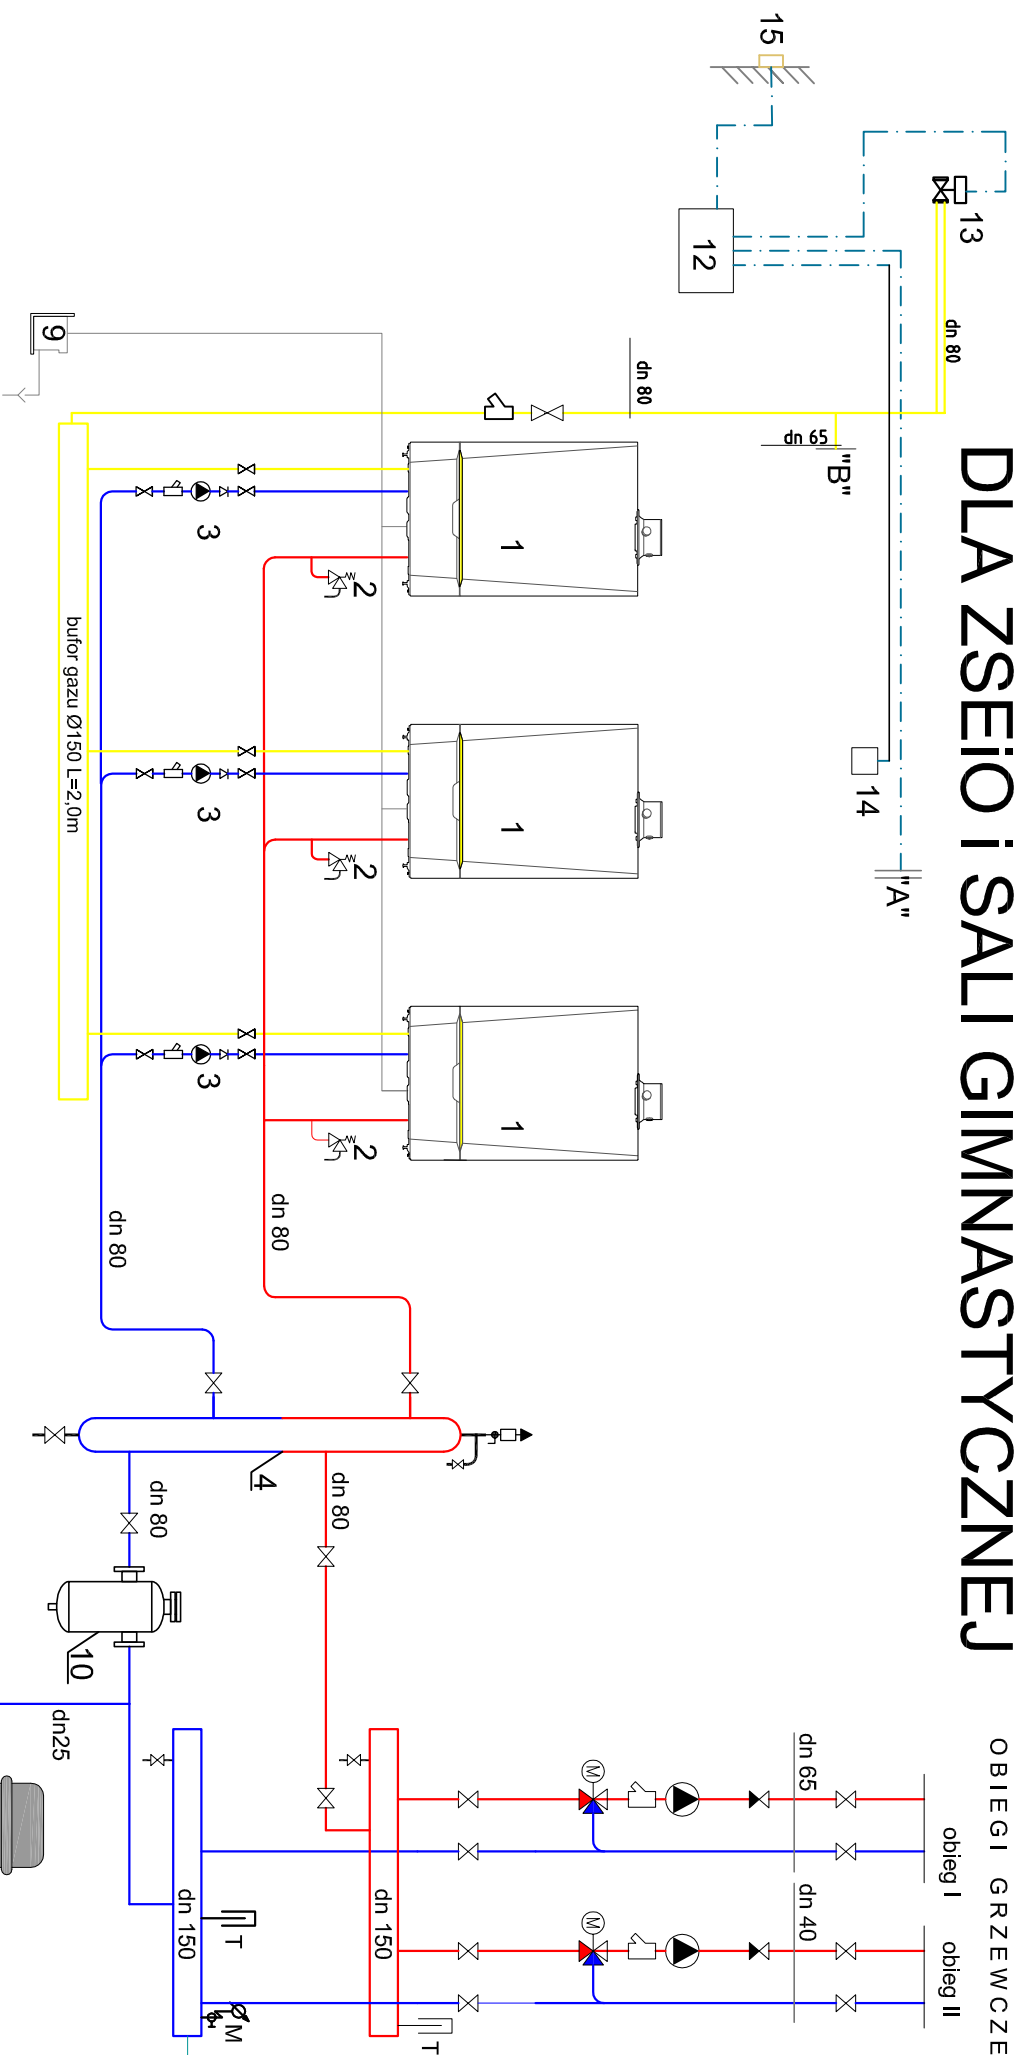 DLA ZSEiO i SALI GIMNASTYCZNEJ
OBIEGI GRZEWCZE
15
13
12
dn 80
dn 80
dn 65
"B"
14
"A"
9
1
1
1
2
2
2
3
3
3
bufor gazu Ø150 L=2,0m
dn 80
dn 80
4
dn 80
dn 80
10
dn25
dn 65
obieg I
dn 40
obieg II
M
M
dn 150
T
dn 150
T
M